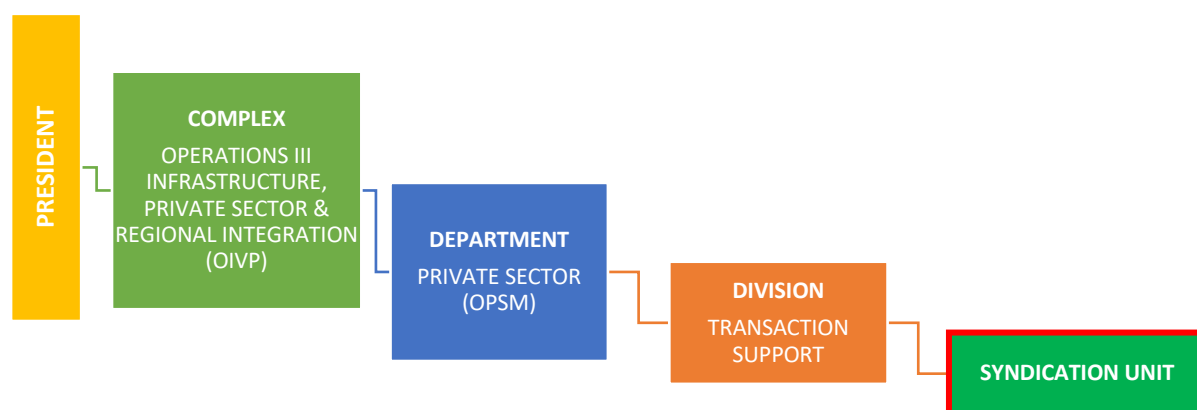 PRESIDENT
COMPLEX
OPERATIONS III
INFRASTRUCTURE,
PRIVATE SECTOR &
REGIONAL INTEGRATION
(OIVP)
DEPARTMENT
PRIVATE SECTOR
(OPSM)
DIVISION
TRANSACTION
SUPPORT
SYNDICATION UNIT